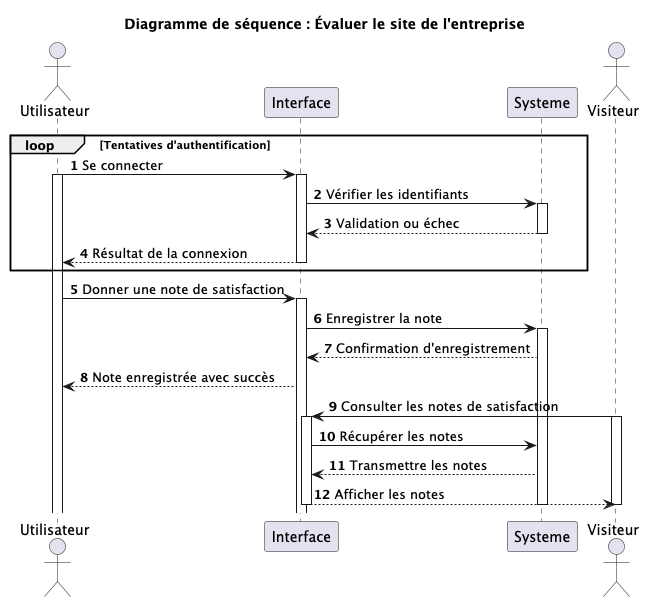 Diagramme de séquence : Évaluer le site de l'entreprise
Utilisateur
Interface
Systeme
Visiteur
loop [Tentatives d'authentification]
1 Se connecter
2 Vérifier les identifiants
3 Validation ou échec
4 Résultat de la connexion
5 Donner une note de satisfaction
6 Enregistrer la note
7 Confirmation d'enregistrement
8 Note enregistrée avec succès
9 Consulter les notes de satisfaction
10 Récupérer les notes
11 Transmettre les notes
12 Afficher les notes
Utilisateur
Interface
Systeme
Visiteur